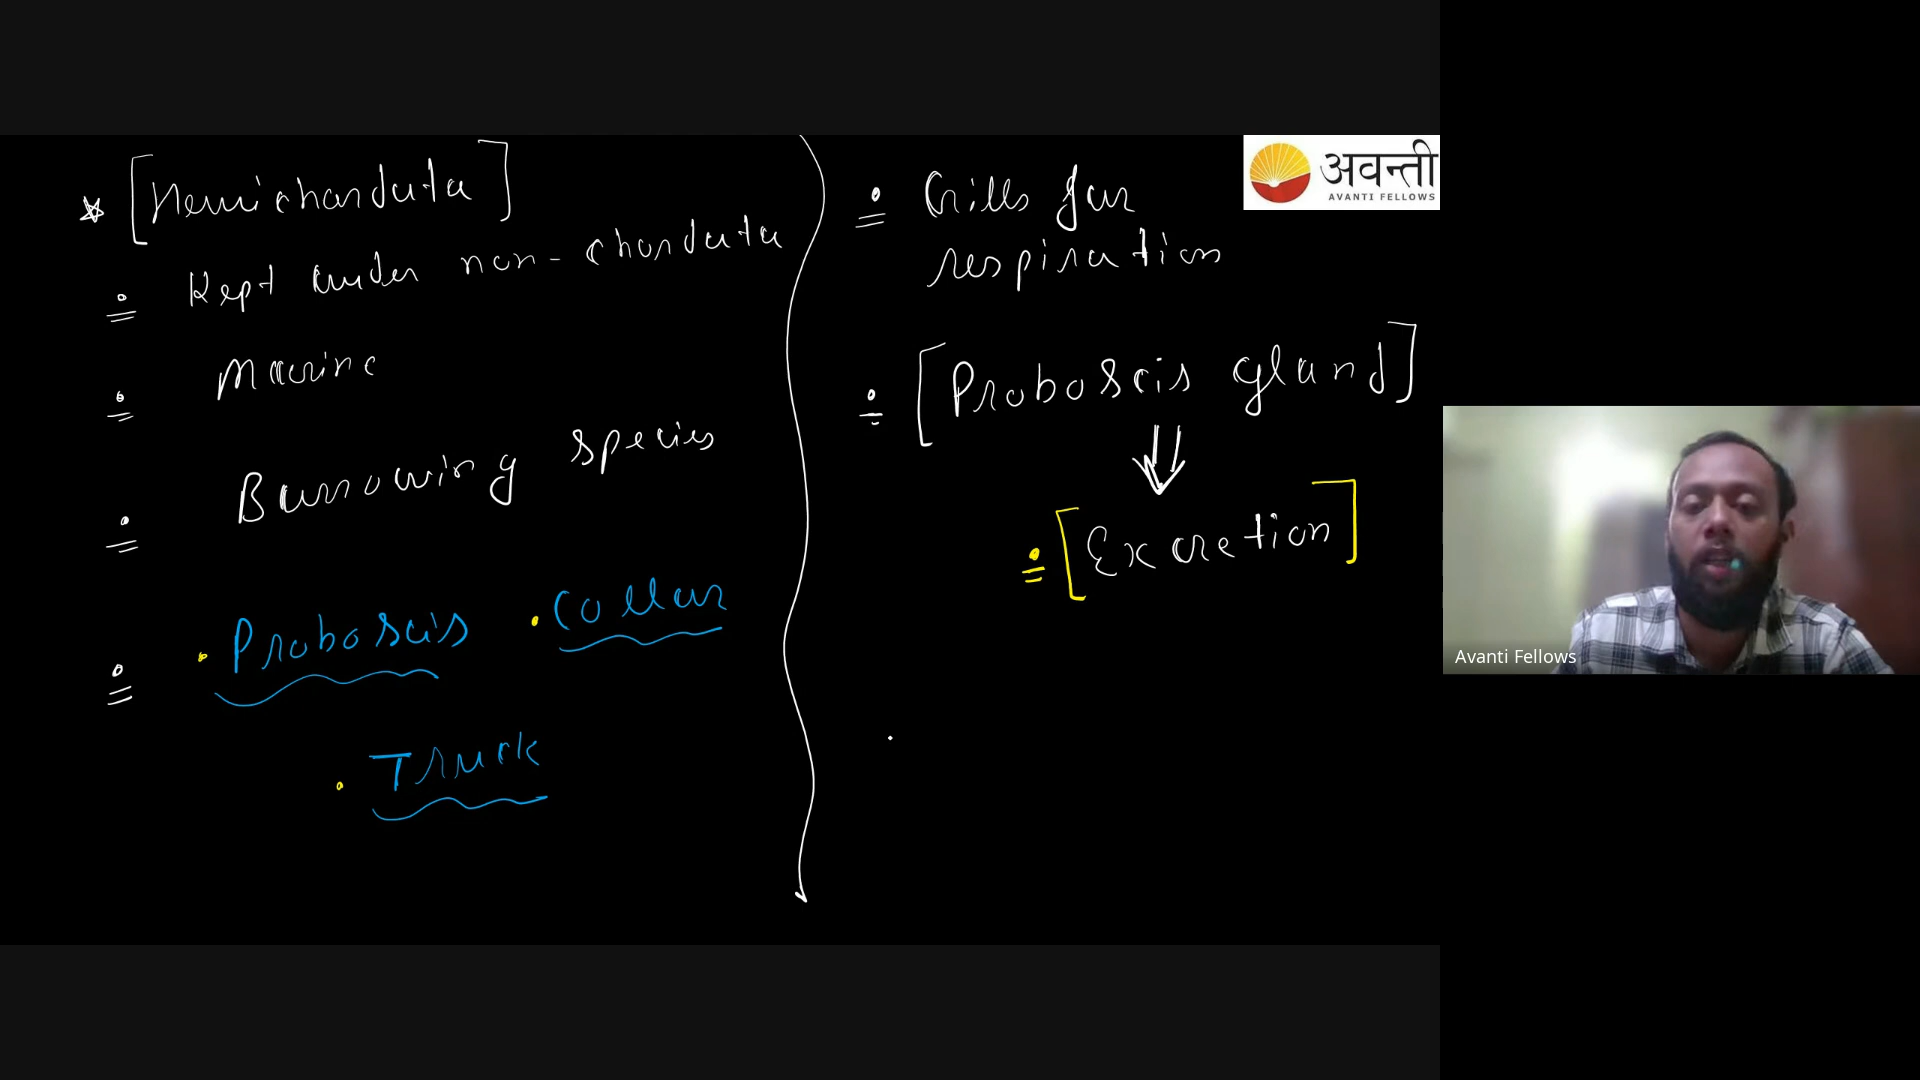 [Hemichordata]
Kept under non-chordata
Marine
Burrowing species
Proboscis . Collar
Trunk
Gills for
respiration
[Proboscis gland]
[Excretion]
अवन्ती
AVANTI FELLOWS
Avanti Fellows